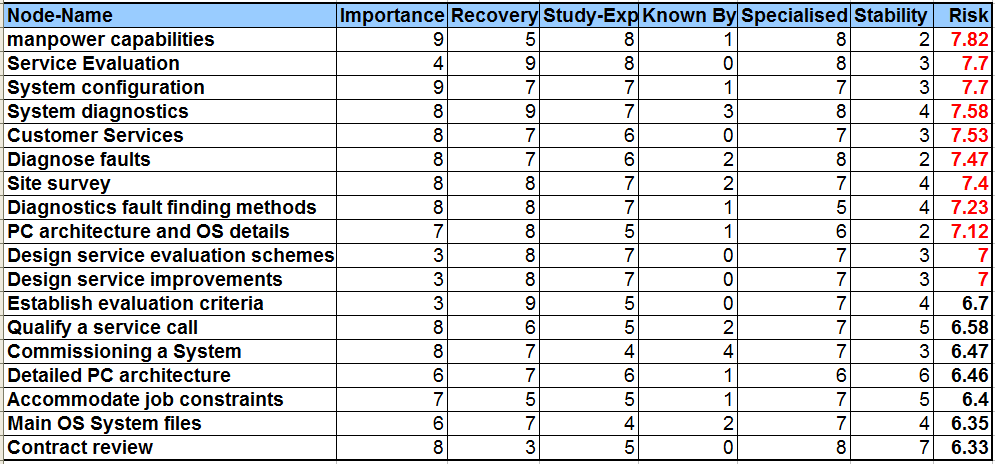 Node-Name Importance Recovery Study-Exp Known By Specialised Stability Risk
manpower capabilities 9 5 8 1 8 2 7.82
Service Evaluation 4 9 8 0 8 3 7.7
System configuration 9 7 7 1 7 3 7.7
System diagnostics 8 9 7 3 8 4 7.58
Customer Services 8 7 6 0 7 3 7.53
Diagnose faults 8 7 6 2 8 2 7.47
Site survey 8 8 7 2 7 4 7.4
Diagnostics fault finding methods 8 8 7 1 5 4 7.23
PC architecture and OS details 7 8 5 1 6 2 7.12
Design service evaluation schemes 3 8 7 0 7 3 7
Design service improvements 3 8 7 0 7 3 7
Establish evaluation criteria 3 9 5 0 7 4 6.7
Qualify a service call 8 6 5 2 7 5 6.58
Commissioning a System 8 7 4 4 7 3 6.47
Detailed PC architecture 6 7 6 1 6 6 6.46
Accommodate job constraints 7 5 5 1 7 5 6.4
Main OS System files 6 7 4 2 7 4 6.35
Contract review 8 3 5 0 8 7 6.33